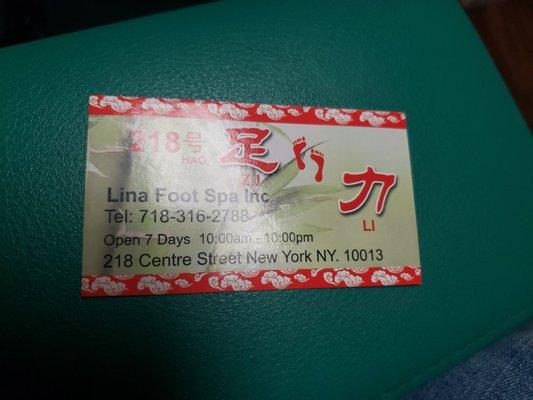 218号 足 力
HAO ZU LI
Lina Foot Spa Inc
Tel: 718-316-2788
Open 7 Days 10:00am - 10:00pm
218 Centre Street New York NY. 10013